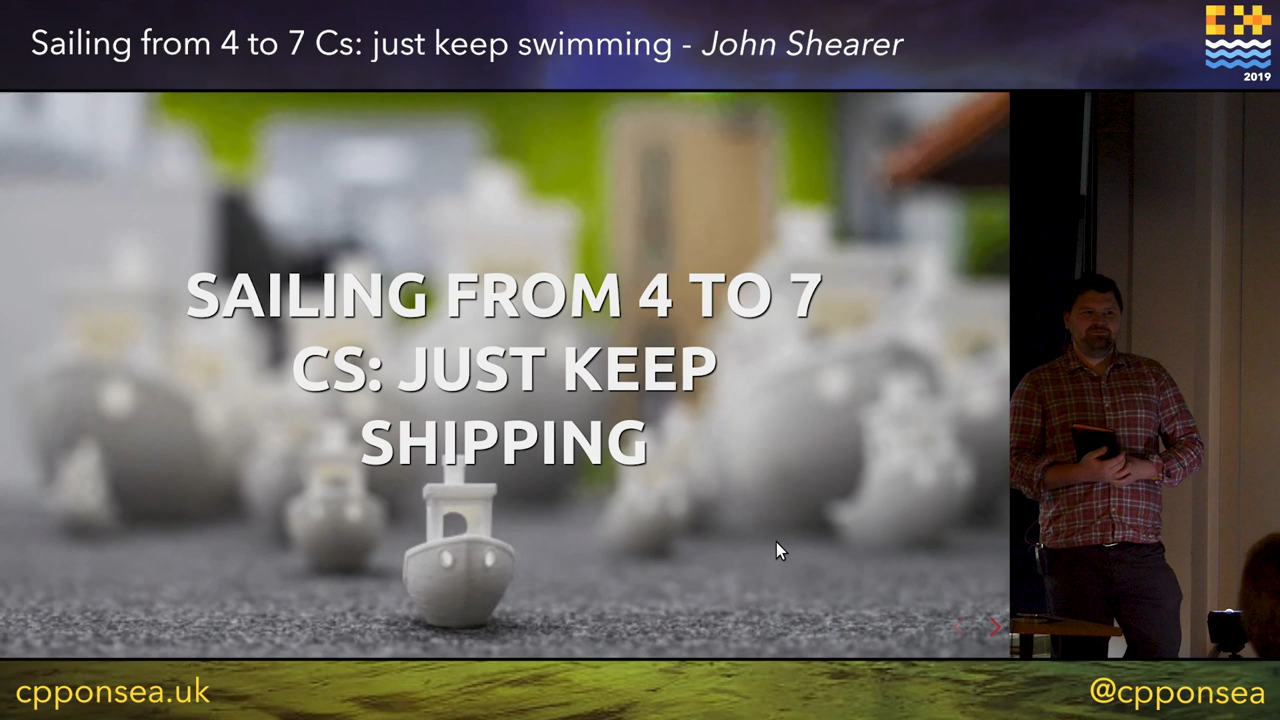 Sailing from 4 to 7 Cs: just keep swimming - John Shearer
2019
SAILING FROM 4 TO 7
CS: JUST KEEP
SHIPPING
cpponsea.uk
@cpponsea